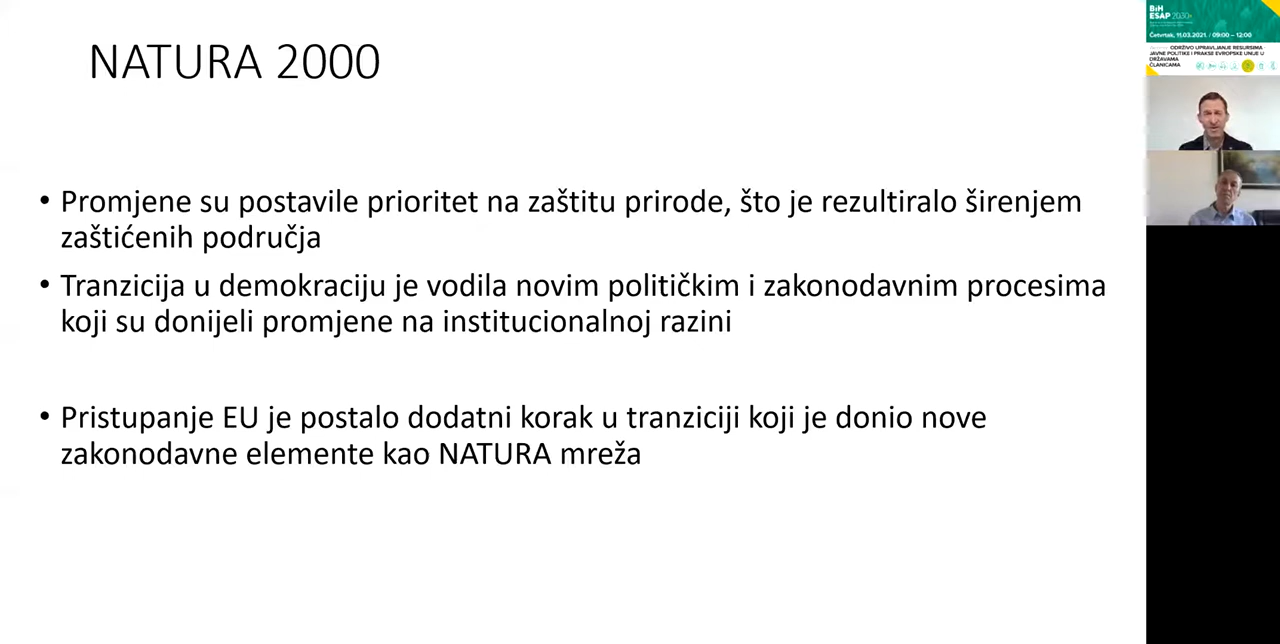 NATURA 2000
• Promjene su postavile prioritet na zaštitu prirode, što je rezultiralo širenjem
zaštićenih područja
• Tranzicija u demokraciju je vodila novim političkim i zakonodavnim procesima
koji su donijeli promjene na institucionalnoj razini
• Pristupanje EU je postalo dodatni korak u tranziciji koji je donio nove
zakonodavne elemente kao NATURA mreža
BiH
ESAP 2030+
Četvrtak, 11.03.2021. / 09:00 – 12:00
ODRŽIVO UPRAVLJANJE RESURSIMA -
JAVNE POLITIKE I PRAKSE EVROPSKE UNIJE U
DRŽAVAMA
ČLANICAMA